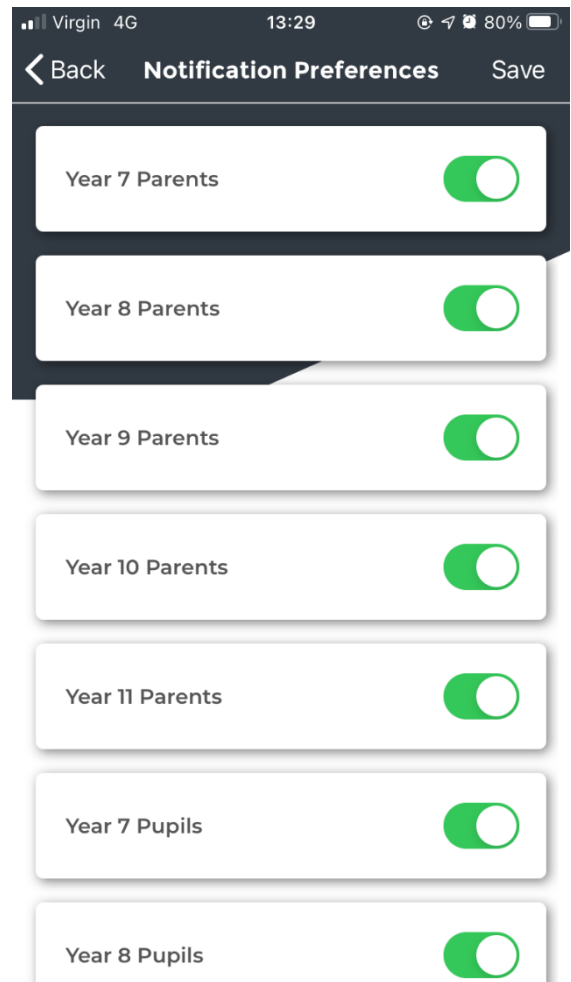 Virgin 4G 13:29 80%
Back Notification Preferences Save
Year 7 Parents
Year 8 Parents
Year 9 Parents
Year 10 Parents
Year 11 Parents
Year 7 Pupils
Year 8 Pupils